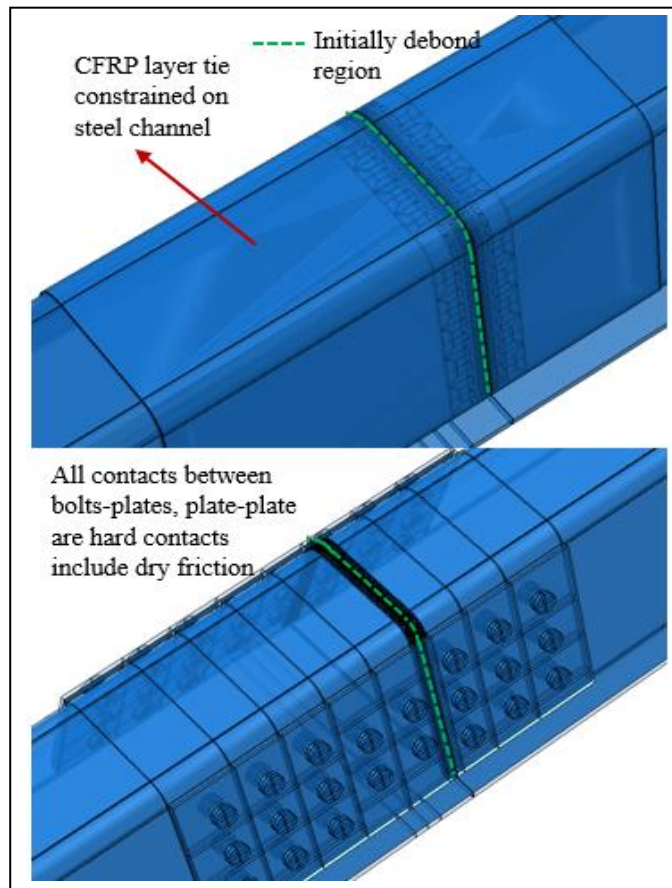 Initially debond
region
CFRP layer tie
constrained on
steel channel
All contacts between
bolts-plates, plate-plate
are hard contacts
include dry friction